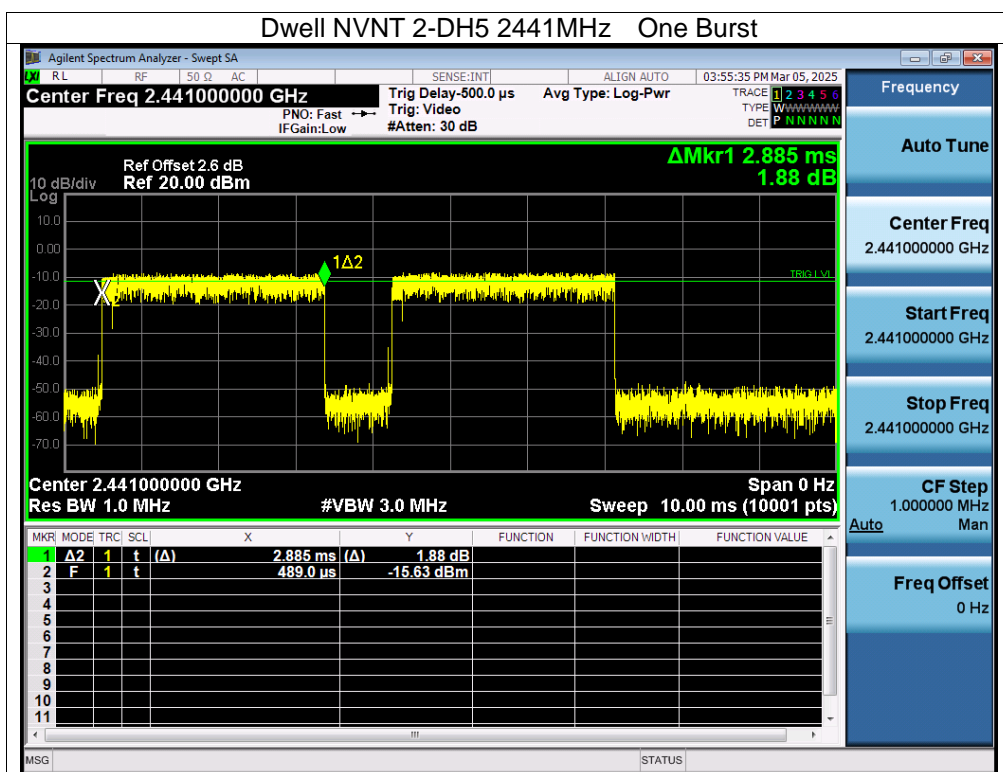 Dwell NVNT 2-DH5 2441MHz One Burst
Agilent Spectrum Analyzer - Swept SA
LXI RL RF 50 Ω AC SENSE:INT ALIGN AUTO 03:55:35 PM Mar 05, 2025
Center Freq 2.441000000 GHz Trig Delay-500.0 µs Avg Type: Log-Pwr TRACE 1 2 3 4 5 6
PNO: Fast Trig: Video TYPE WWWWWWW
IFGain:Low #Atten: 30 dB DET P NNNNN
ΔMkr1 2.885 ms
1.88 dB
Ref Offset 2.6 dB
10 dB/div Ref 20.00 dBm
Log
10.0
0.00
-10.0
-20.0
-30.0
-40.0
-50.0
-60.0
-70.0
1Δ2
2
TRIG LVL
Center 2.441000000 GHz Span 0 Hz
Res BW 1.0 MHz #VBW 3.0 MHz Sweep 10.00 ms (10001 pts)
MKR MODE TRC SCL X Y FUNCTION FUNCTION WIDTH FUNCTION VALUE
1 Δ2 1 t (Δ) 2.885 ms (Δ) 1.88 dB
2 F 1 t 489.0 µs -15.63 dBm
3
4
5
6
7
8
9
10
11
MSG STATUS
Frequency
Auto Tune
Center Freq
2.441000000 GHz
Start Freq
2.441000000 GHz
Stop Freq
2.441000000 GHz
CF Step
1.000000 MHz
Auto Man
Freq Offset
0 Hz